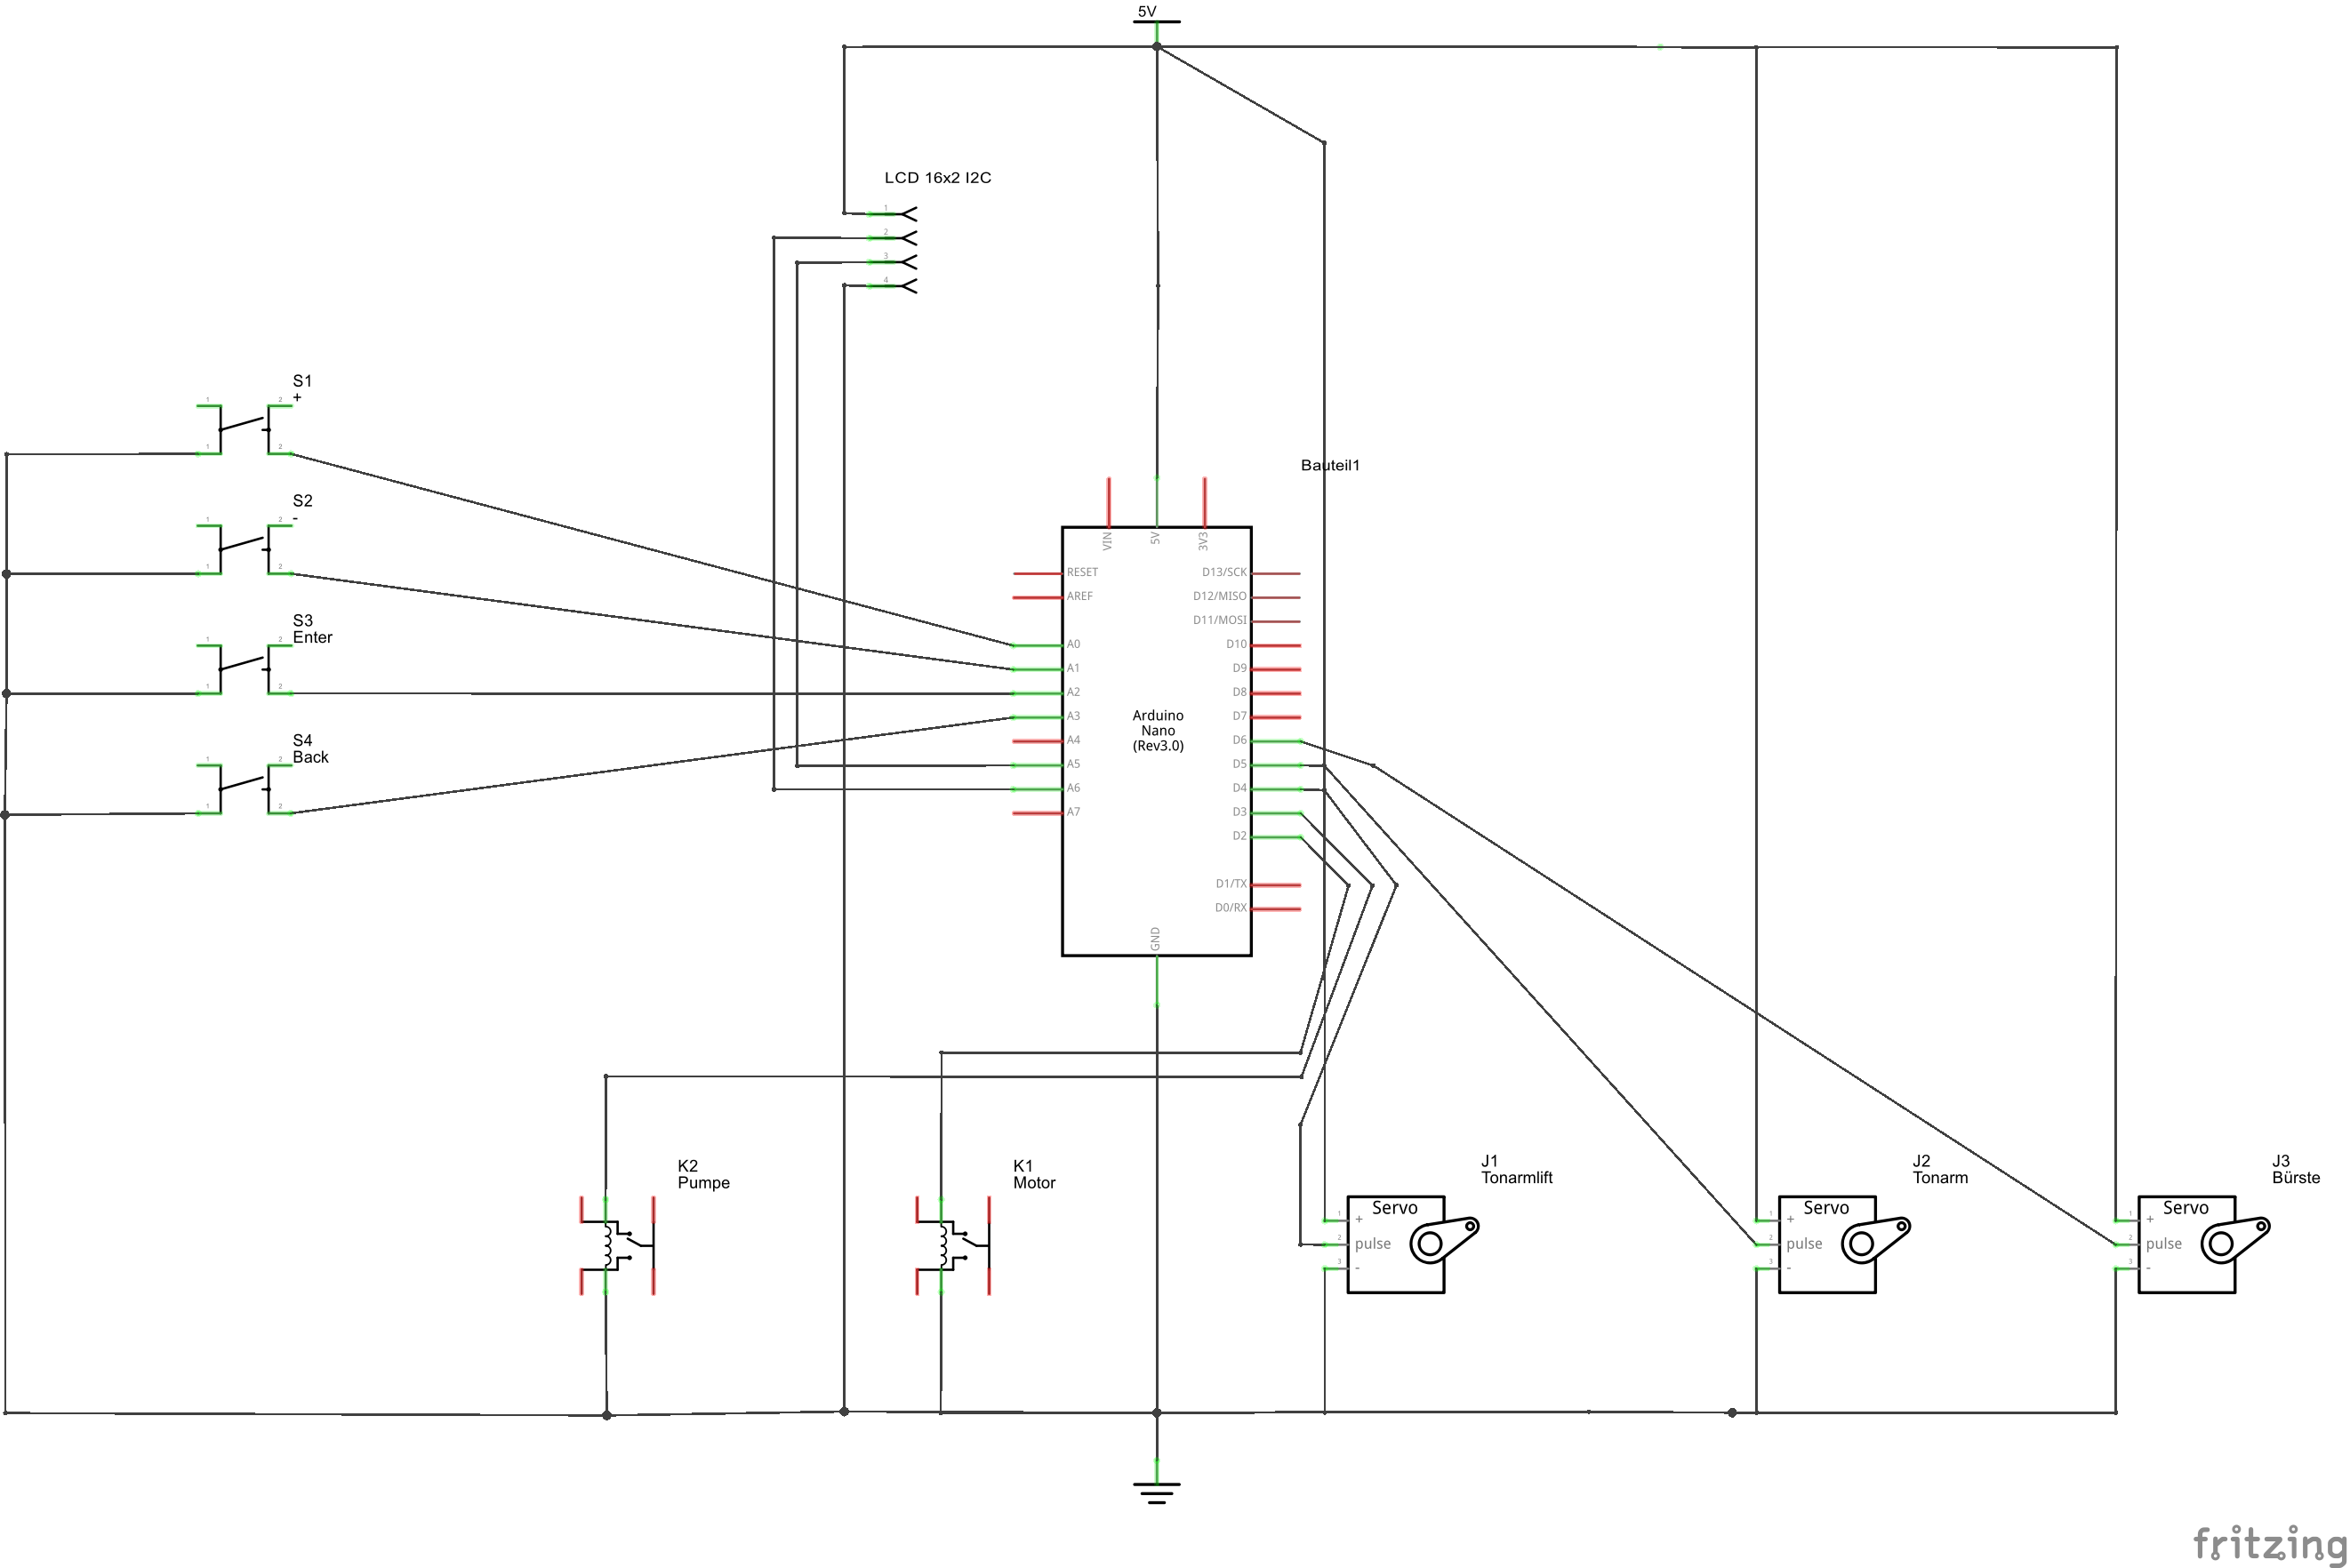 5V
LCD 16x2 I2C
1
2
3
4
S1
+
1 2
1 2
S2
-
1 2
1 2
S3
Enter
1 2
1 2
S4
Back
1 2
1 2
Bauteil1
VIN 5V 3V3
RESET D13/SCK
AREF D12/MISO
D11/MOSI
A0 D10
A1 D9
A2 D8
A3 D7
A4 D6
A5 D5
A6 D4
A7 D3
D2
D1/TX
D0/RX
GND
Arduino
Nano
(Rev3.0)
K2
Pumpe
K1
Motor
J1
Tonarmlift
Servo
1 +
2 pulse
3 -
J2
Tonarm
Servo
1 +
2 pulse
3 -
J3
Bürste
Servo
1 +
2 pulse
3 -
fritzing